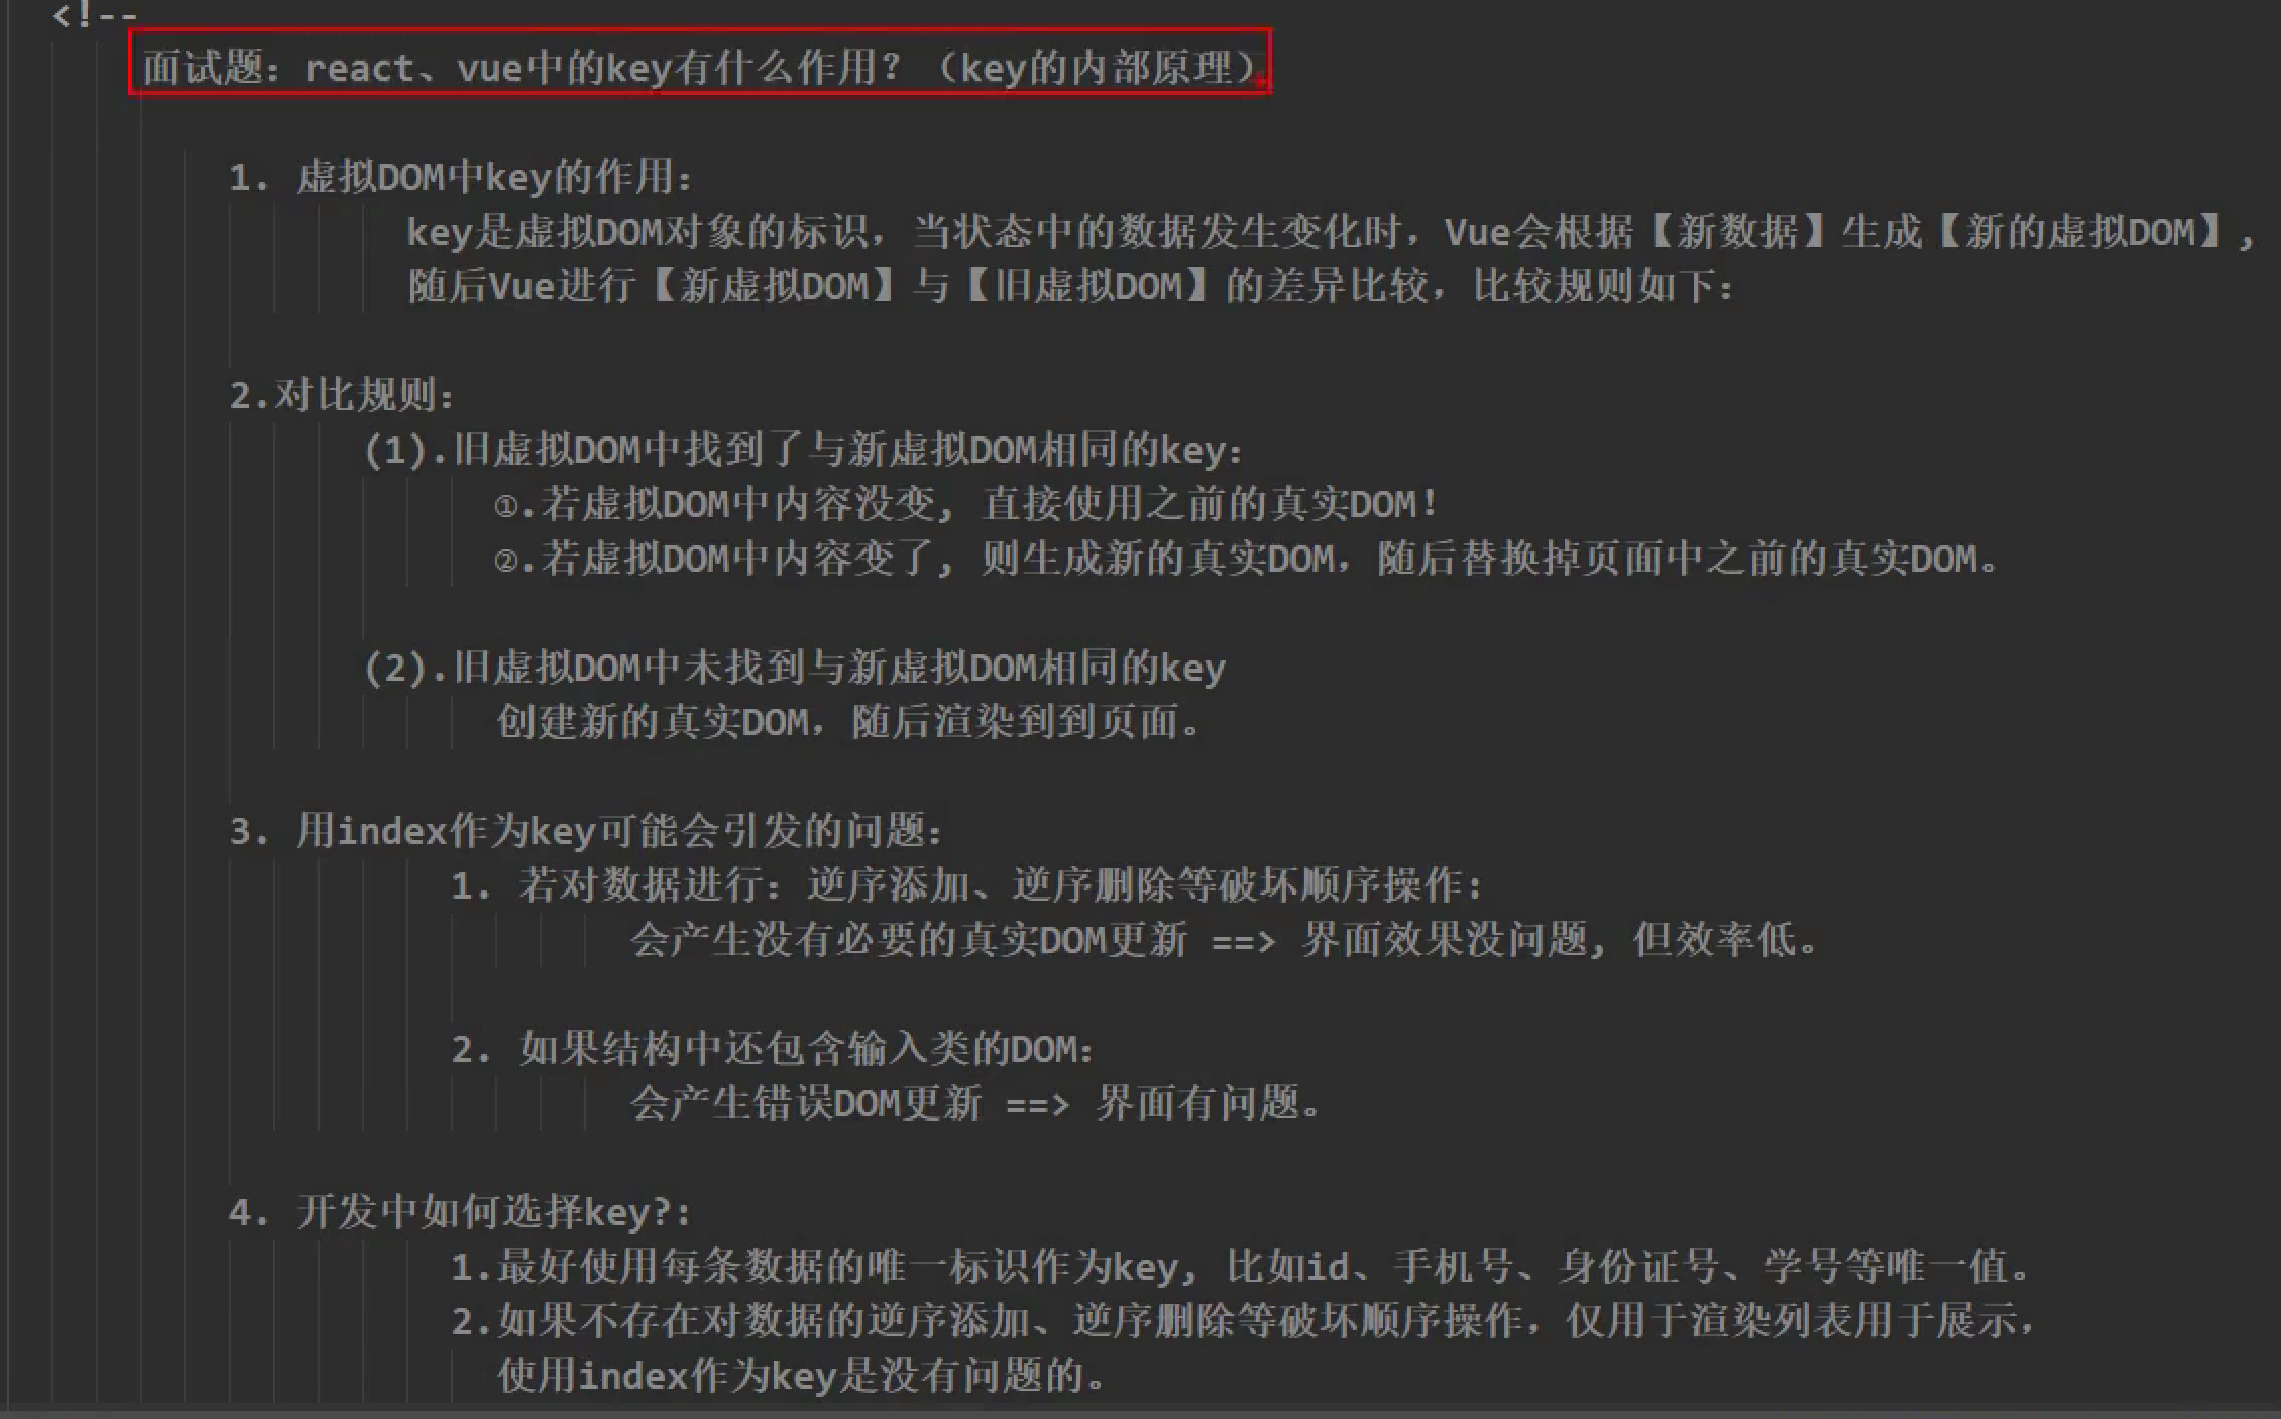 <!--
面试题：react、vue中的key有什么作用？（key的内部原理）
1. 虚拟DOM中key的作用：
key是虚拟DOM对象的标识，当状态中的数据发生变化时，Vue会根据【新数据】生成【新的虚拟DOM】,
随后Vue进行【新虚拟DOM】与【旧虚拟DOM】的差异比较，比较规则如下：
2.对比规则：
(1).旧虚拟DOM中找到了与新虚拟DOM相同的key：
①.若虚拟DOM中内容没变, 直接使用之前的真实DOM！
②.若虚拟DOM中内容变了, 则生成新的真实DOM，随后替换掉页面中之前的真实DOM。
(2).旧虚拟DOM中未找到与新虚拟DOM相同的key
创建新的真实DOM，随后渲染到到页面。
3. 用index作为key可能会引发的问题：
1. 若对数据进行：逆序添加、逆序删除等破坏顺序操作:
会产生没有必要的真实DOM更新 ==> 界面效果没问题, 但效率低。
2. 如果结构中还包含输入类的DOM：
会产生错误DOM更新 ==> 界面有问题。
4. 开发中如何选择key?:
1.最好使用每条数据的唯一标识作为key, 比如id、手机号、身份证号、学号等唯一值。
2.如果不存在对数据的逆序添加、逆序删除等破坏顺序操作，仅用于渲染列表用于展示，
使用index作为key是没有问题的。